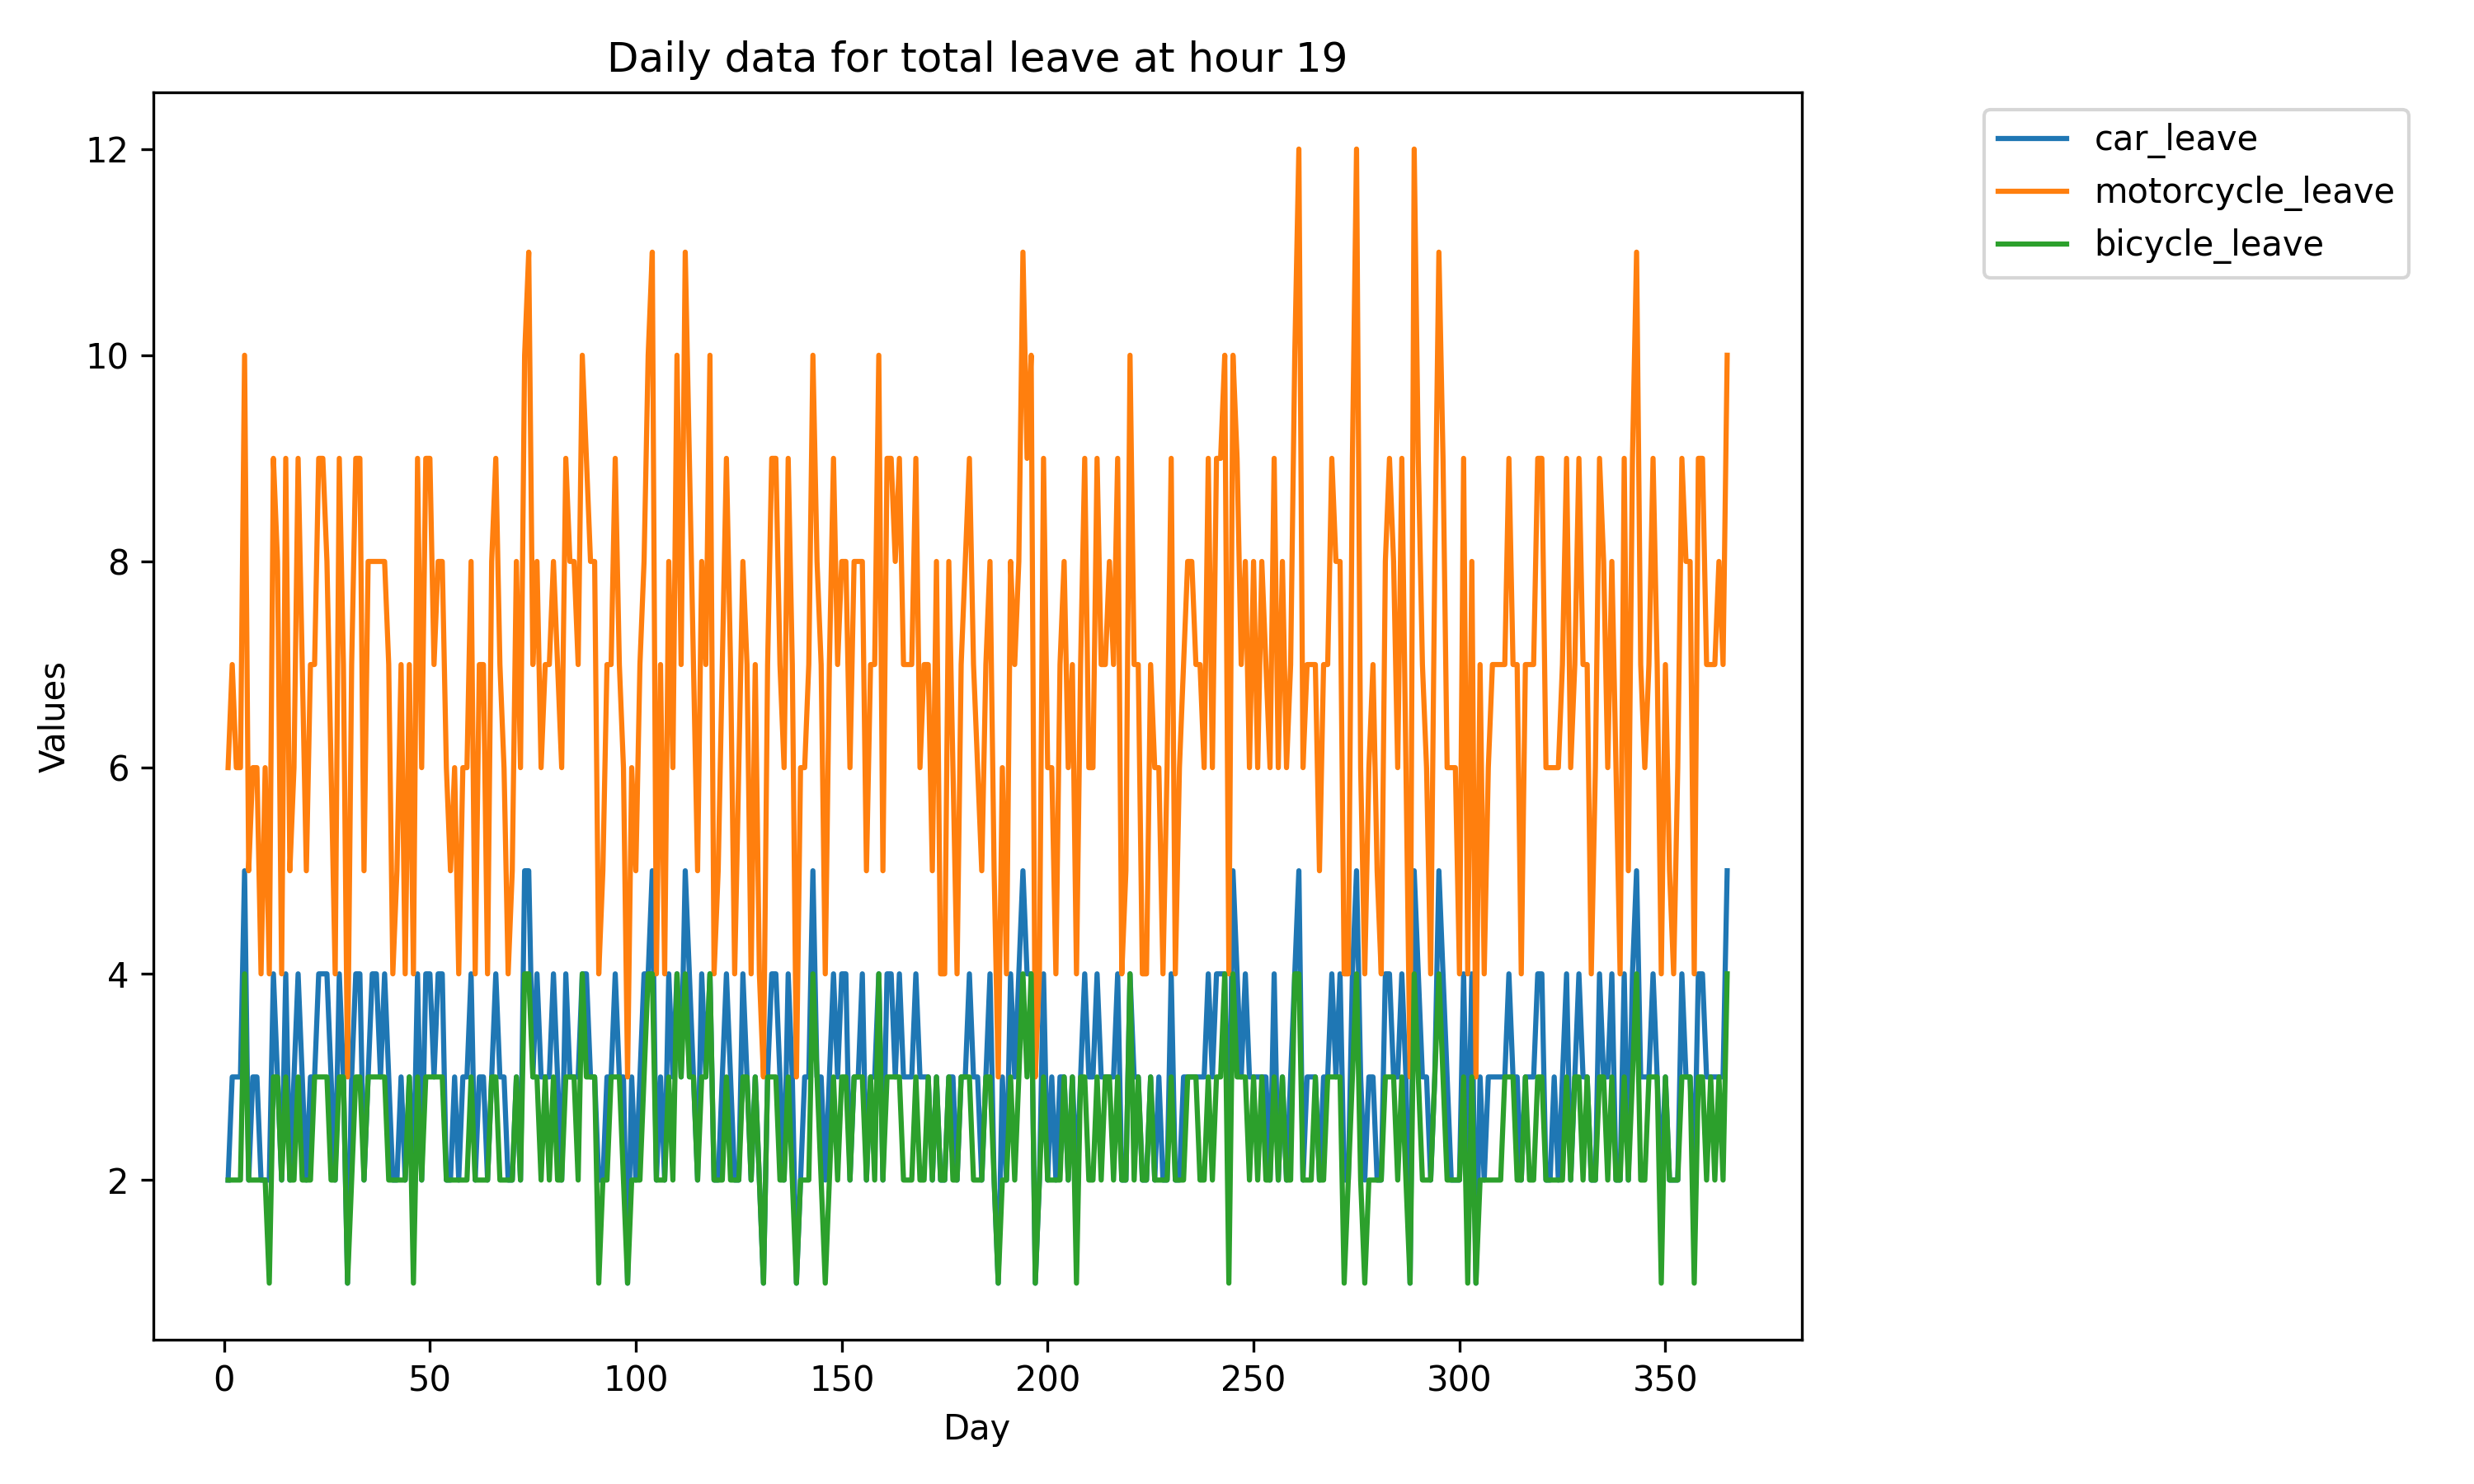 Daily data for total leave at hour 19
car_leave
motorcycle_leave
bicycle_leave
12
10
8
6
4
2
Values
0 50 100 150 200 250 300 350
Day